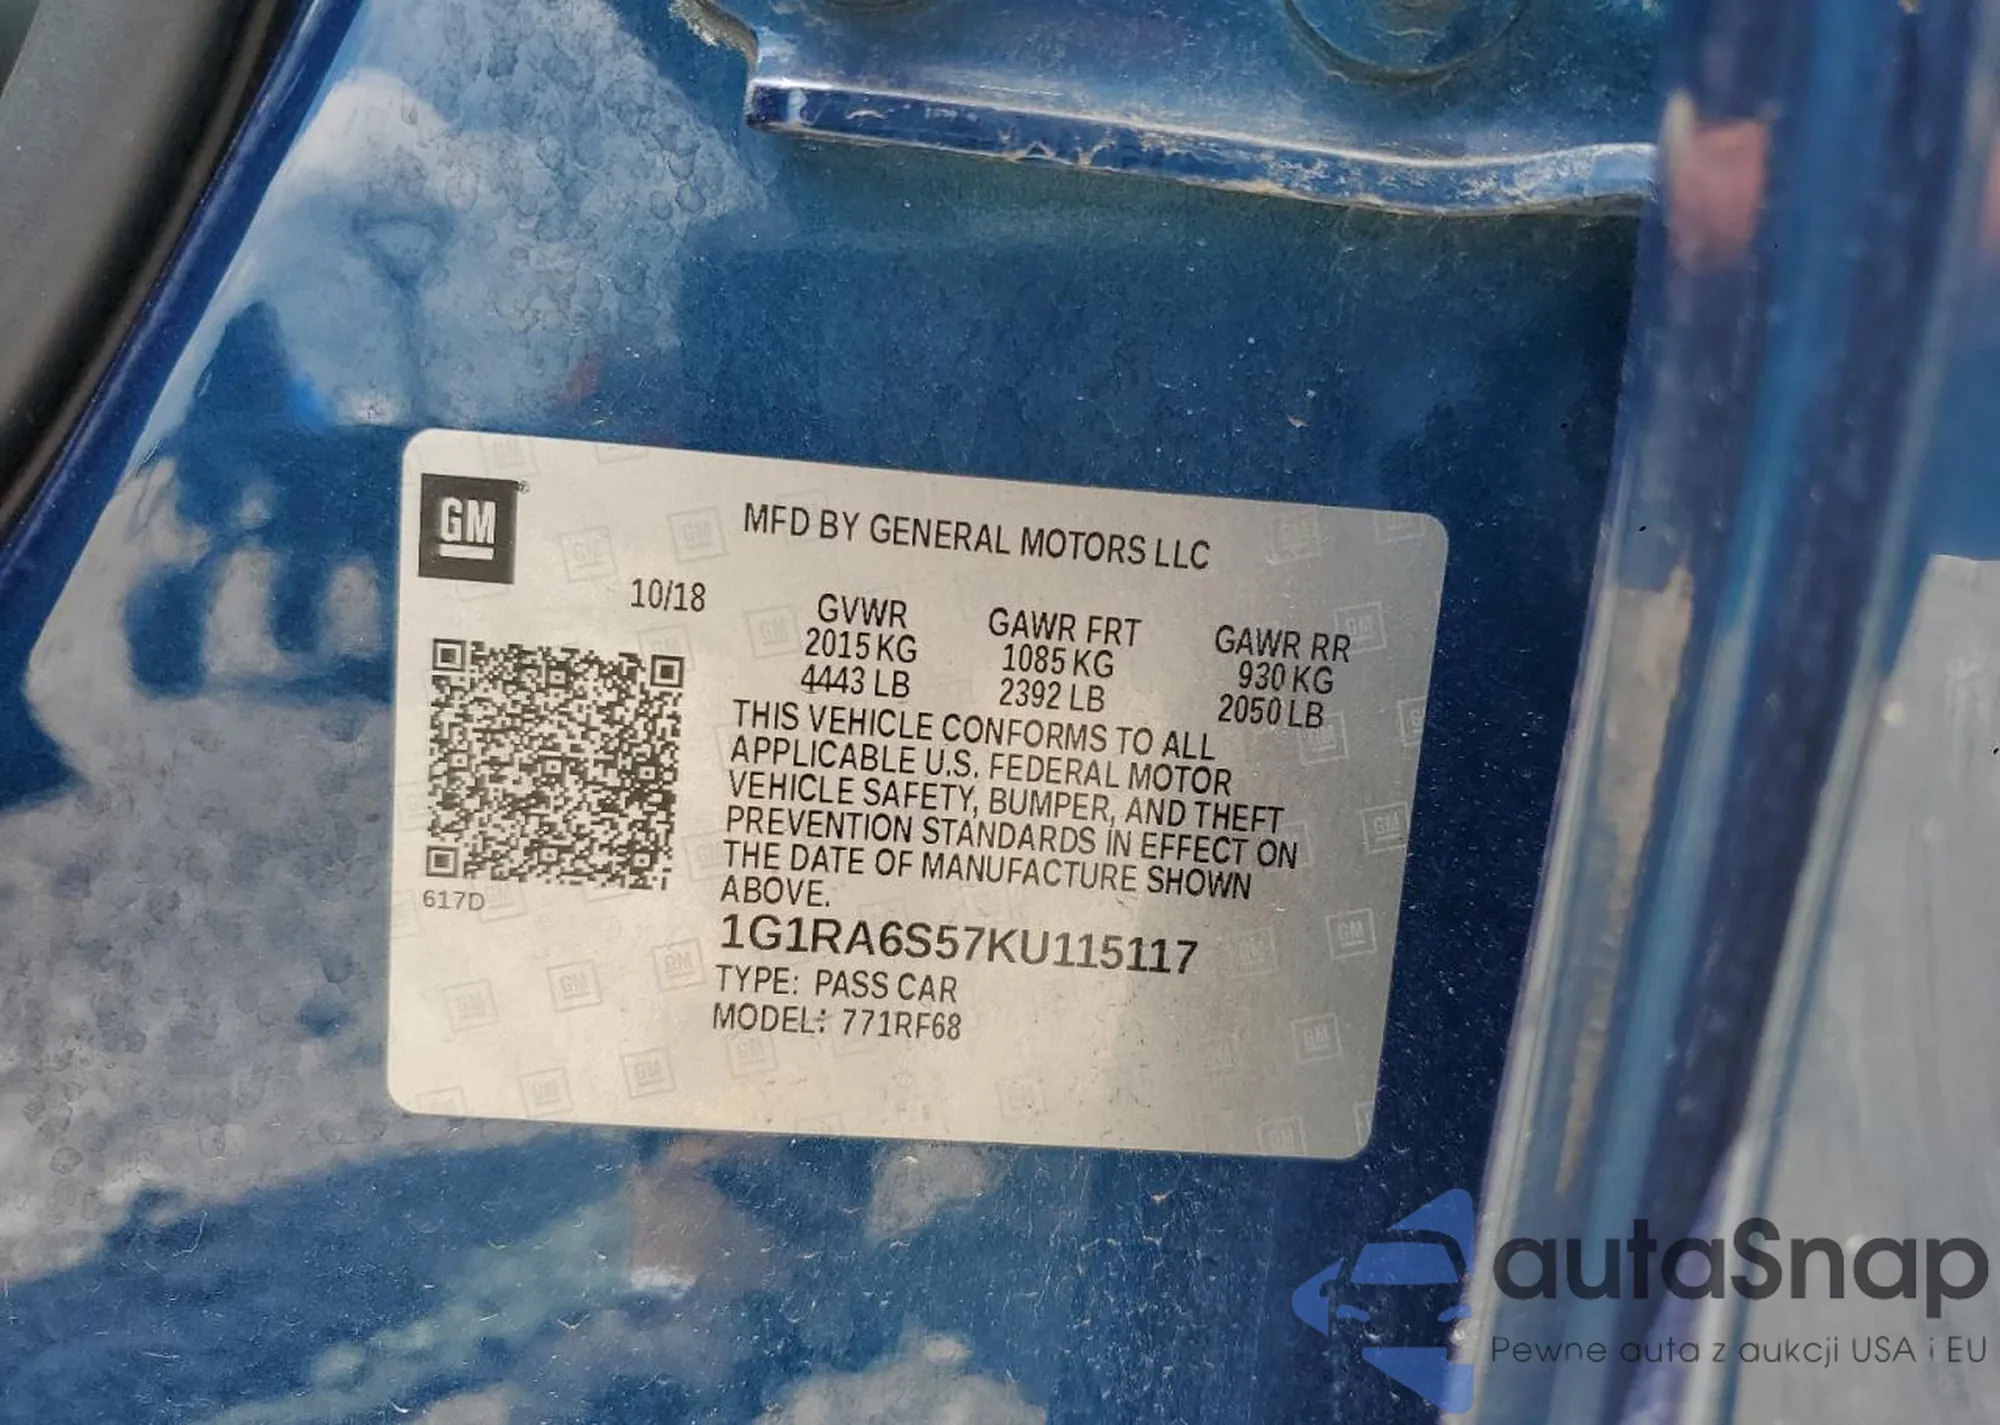 GM
MFD BY GENERAL MOTORS LLC
10/18
GVWR GAWR FRT GAWR RR
2015 KG 1085 KG 930 KG
4443 LB 2392 LB 2050 LB
THIS VEHICLE CONFORMS TO ALL
APPLICABLE U.S. FEDERAL MOTOR
VEHICLE SAFETY, BUMPER, AND THEFT
PREVENTION STANDARDS IN EFFECT ON
THE DATE OF MANUFACTURE SHOWN
ABOVE.
617D
1G1RA6S57KU115117
TYPE: PASS CAR
MODEL: 771RF68
autaSnap
Pewne auta z aukcji USA i EU